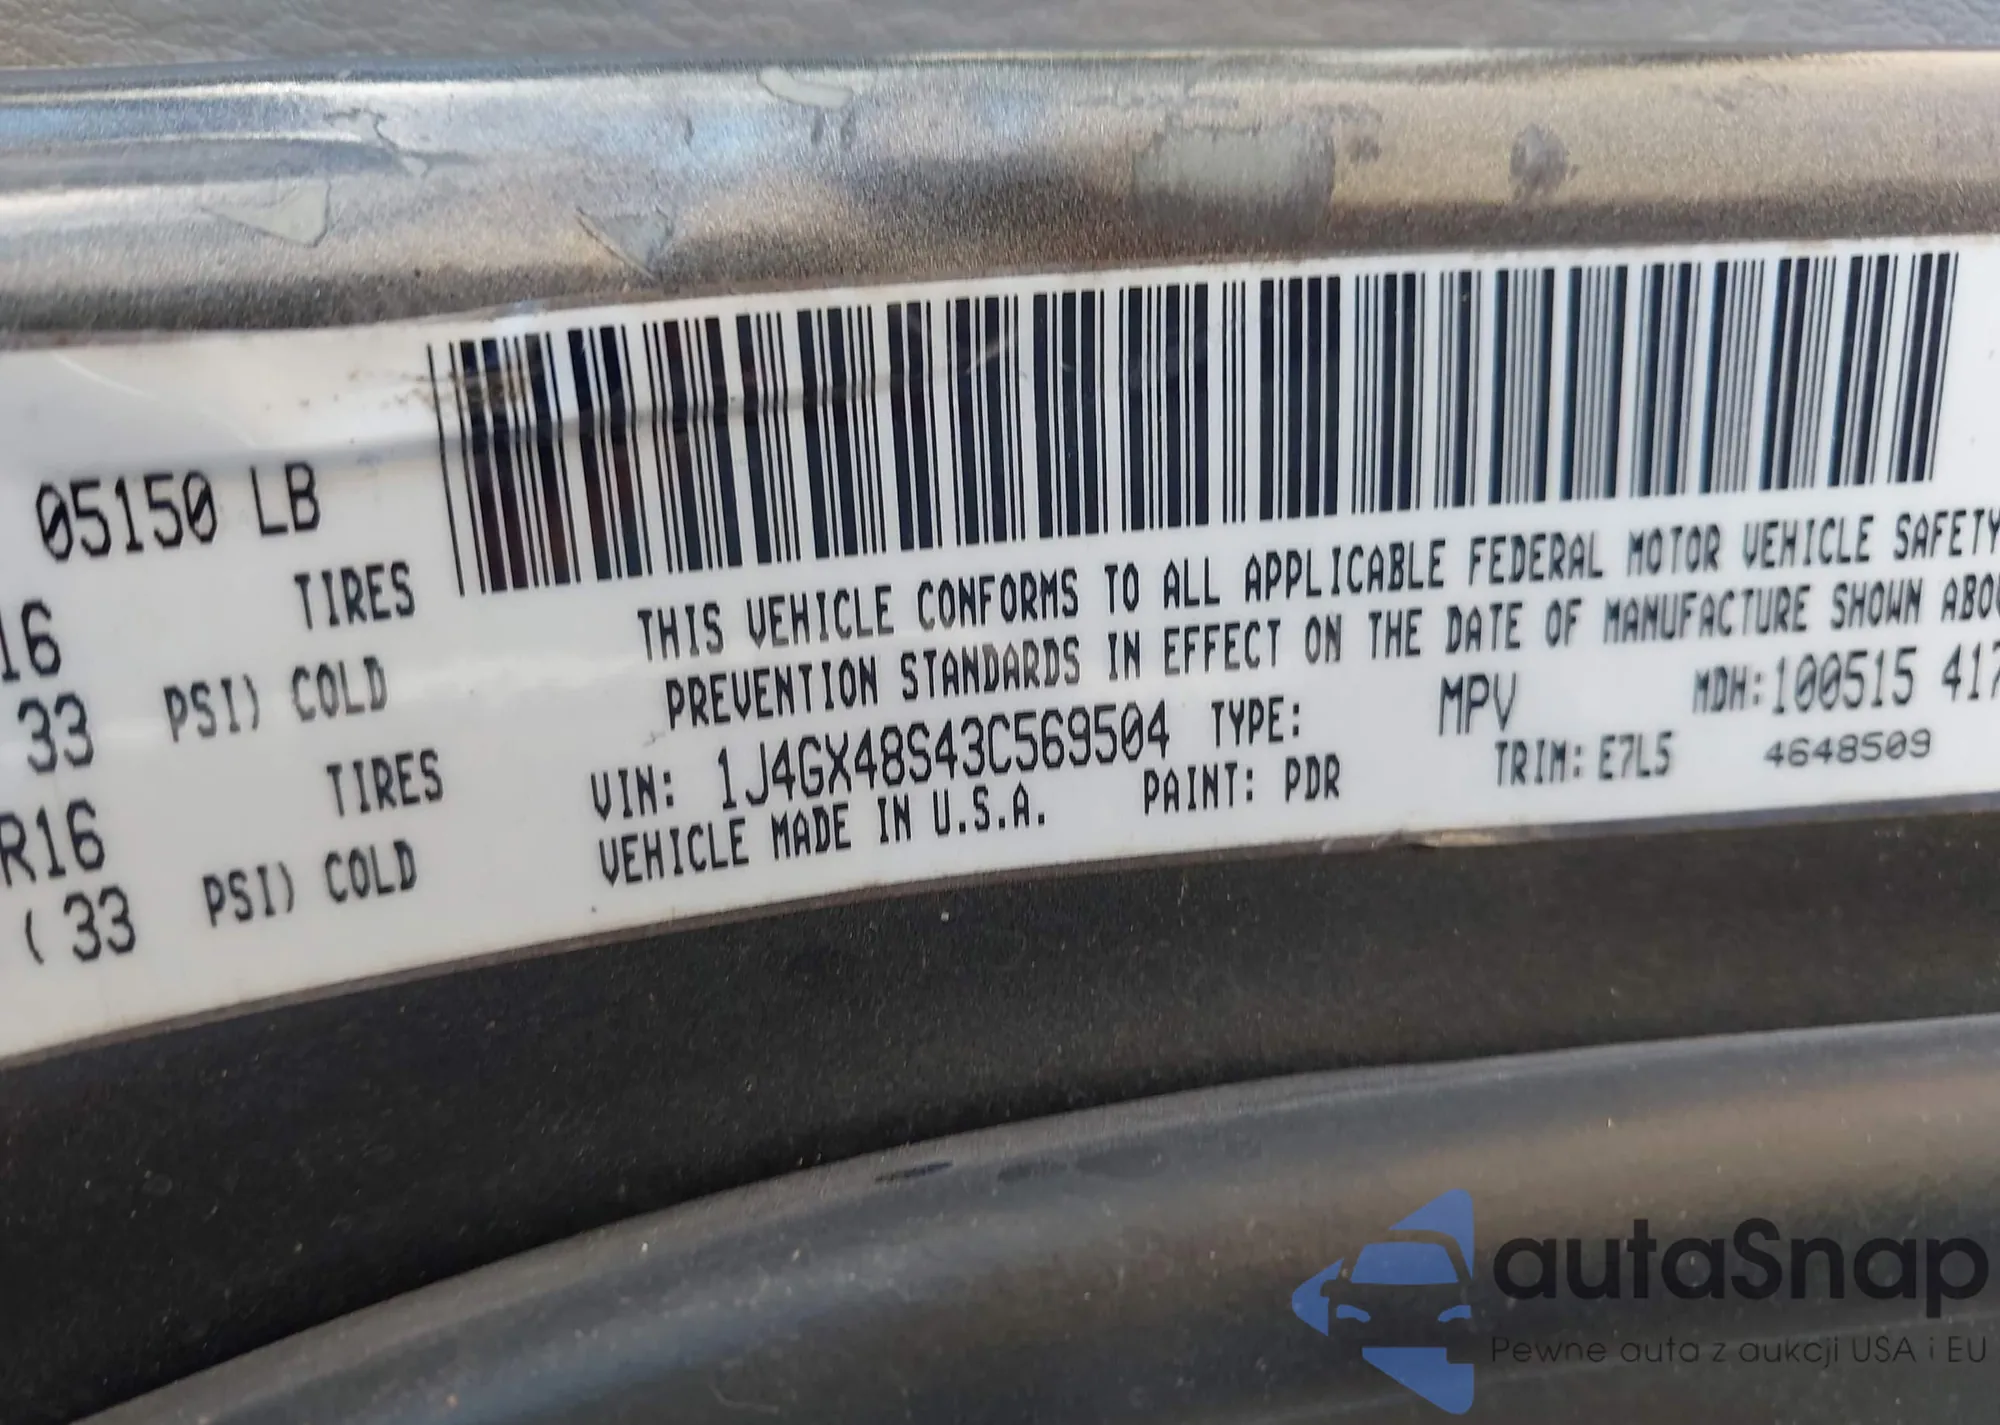 05150 LB
TIRES
16
33 PSI) COLD
TIRES
R16
(33 PSI) COLD
THIS VEHICLE CONFORMS TO ALL APPLICABLE FEDERAL MOTOR VEHICLE SAFETY
PREVENTION STANDARDS IN EFFECT ON THE DATE OF MANUFACTURE SHOWN ABO
VIN: 1J4GX48S43C569504 TYPE: MPV MDH:100515 417
VEHICLE MADE IN U.S.A. PAINT: PDR TRIM: E7L5 4648509
autaSnap
Pewne auta z aukcji USA i EU